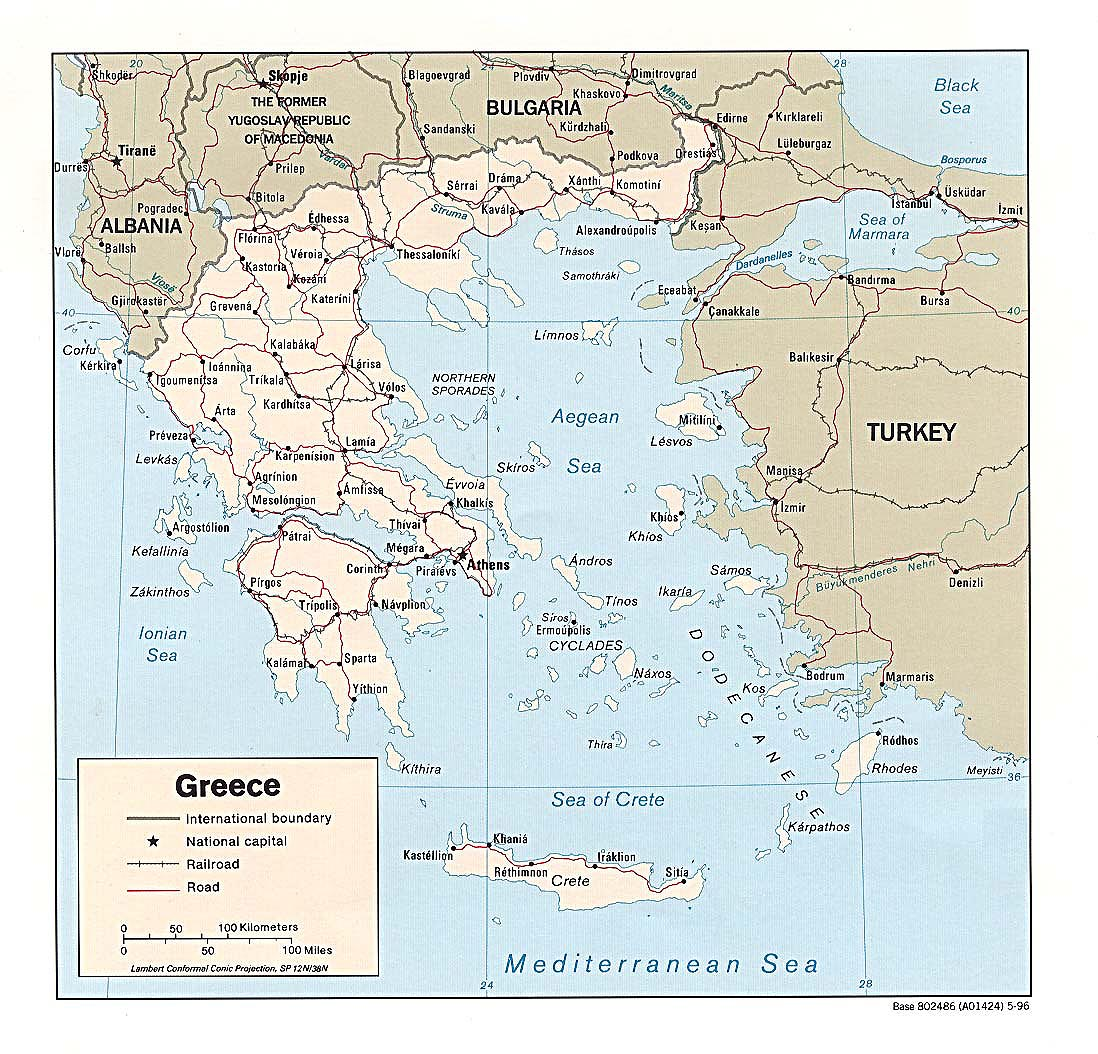 20
24
28
Shkodër
Skopje
Blagoevgrad
Plovdiv
Dimitrovgrad
Black
Sea
THE FORMER
YUGOSLAV REPUBLIC
OF MACEDONIA
BULGARIA
Khaskovo
Maritsa
Edirne
Kırklareli
Sandanski
Kŭrdzhali
Lüleburgaz
Tiranë
Durrës
Vardar
Prilep
Podkova
Orestiás
Bosporus
Bitola
Sérrai
Dráma
Xánthi
Komotiní
İstanbul
Üsküdar
Pogradec
Struma
Kavála
İzmit
ALBANIA
Édhessa
Alexandroúpolis
Keşan
Sea of
Marmara
Flórina
Ballsh
Vlorë
Véroia
Thessaloníki
Thásos
Kastoria
Dardanelles
Vjosë
Kozáni
Samothráki
Bandırma
Gjirokastër
Grevená
Kateríni
Eceabat
Çanakkale
Bursa
40
40
Corfu
Kérkira
Límnos
Kalabáka
Balıkesir
Ioánnina
Lárisa
Igoumenítsa
Tríkala
Vólos
NORTHERN
SPORADES
Kardhítsa
Árta
Aegean
Sea
Mitilíni
Lésvos
TURKEY
Préveza
Lamía
Levkás
Karpenísion
Skíros
Agrínion
Évvoia
Manisa
Mesolóngion
Ámfissa
Khalkís
İzmir
Argostólion
Thívai
Khíos
Khíos
Pátrai
Kefallinía
Mégara
Athens
Corinth
Piraiévs
Ándros
Sámos
Büyükmenderes Nehri
Denizli
Pírgos
Zákinthos
Ikaría
Trípolis
Návplion
Tínos
Síros
Ermoúpolis
Ionian
Sea
CYCLADES
DODECANESE
Kalámai
Sparta
Náxos
Bodrum
Marmaris
Yíthion
Kos
Thíra
Ródhos
Kíthira
Rhodes
Meyísti
36
Sea of Crete
Kárpathos
Khaniá
Kastéllion
Iráklion
Réthimnon
Crete
Sitía
Mediterranean Sea
Greece
International boundary
National capital
Railroad
Road
0 50 100 Kilometers
0 50 100 Miles
Lambert Conformal Conic Projection, SP 12N/38N
24
28
Base 802486 (A01424) 5-96